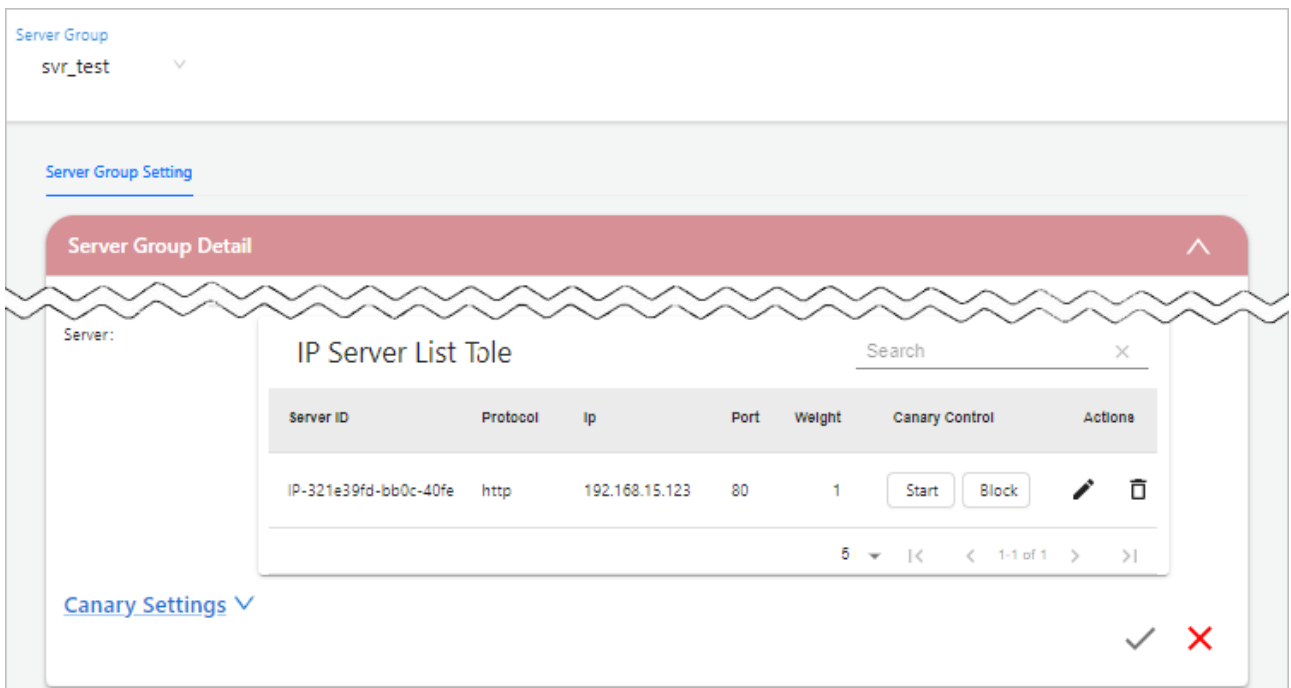 Server Group
svr_test
Server Group Setting
Server Group Detail
Server:
IP Server List Tole
Search
Server ID Protocol Ip Port Weight Canary Control Actions
IP-321e39fd-bb0c-40fe http 192.168.15.123 80 1 Start Block
5 1-1 of 1
Canary Settings